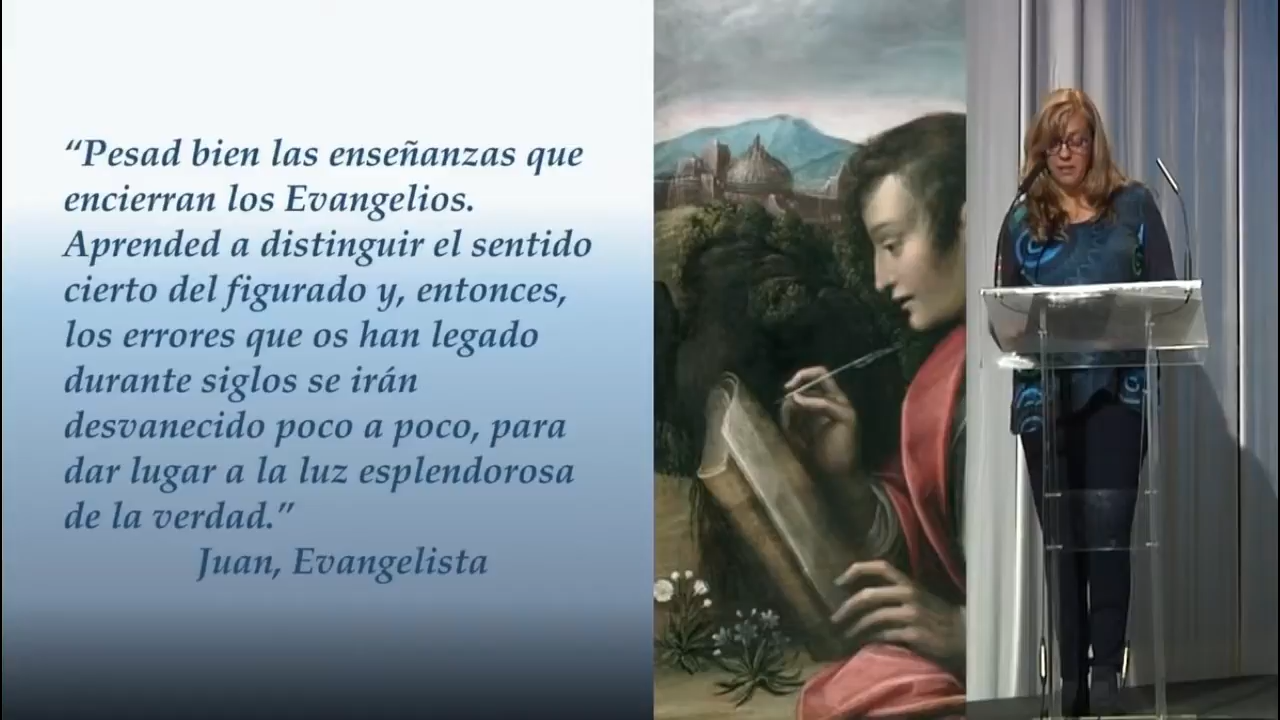 “Pesad bien las enseñanzas que
encierran los Evangelios.
Aprended a distinguir el sentido
cierto del figurado y, entonces,
los errores que os han legado
durante siglos se irán
desvanecido poco a poco, para
dar lugar a la luz esplendorosa
de la verdad.”
Juan, Evangelista